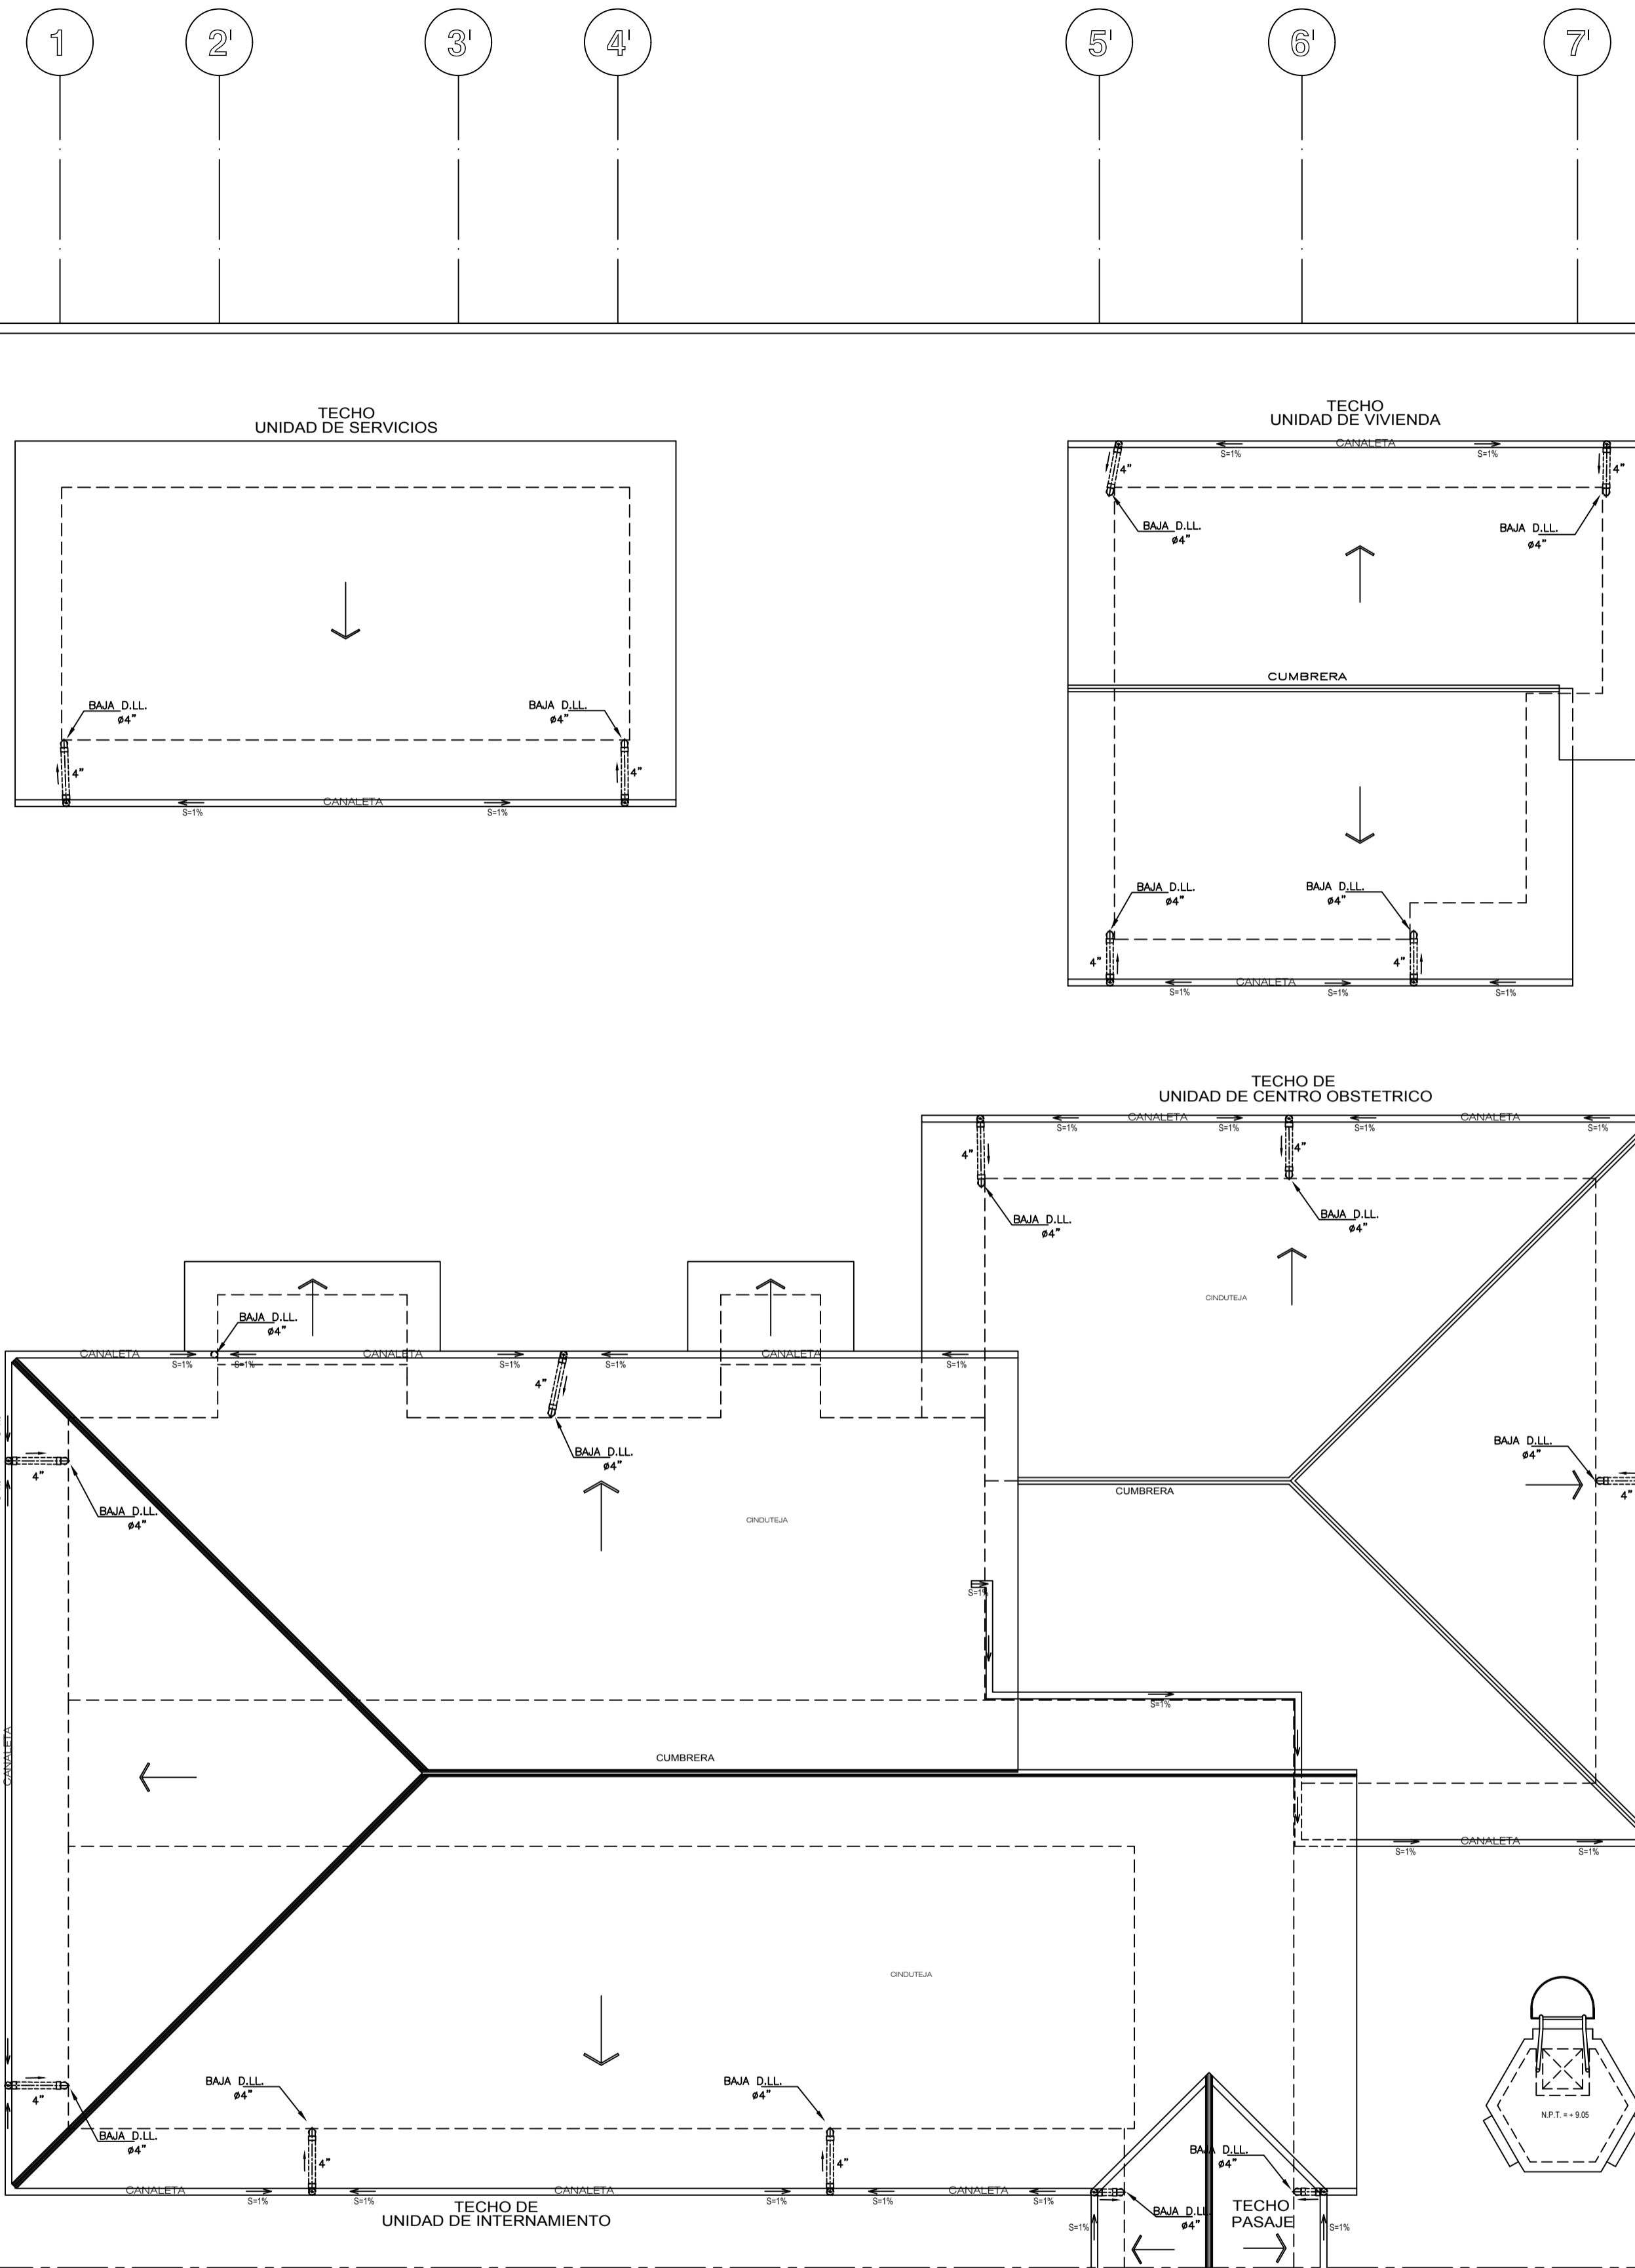 1 2' 3' 4' 5' 6' 7'
TECHO
UNIDAD DE SERVICIOS
BAJA D.LL.
ø4"
BAJA D.LL.
ø4"
4"
4"
CANALETA
S=1%
S=1%
TECHO
UNIDAD DE VIVIENDA
CANALETA
S=1%
S=1%
4"
4"
BAJA D.LL.
ø4"
BAJA D.LL.
ø4"
CUMBRERA
BAJA D.LL.
ø4"
BAJA D.LL.
ø4"
4"
4"
CANALETA
S=1%
S=1%
S=1%
TECHO DE
UNIDAD DE CENTRO OBSTETRICO
CANALETA
CANALETA
S=1%
S=1%
S=1%
S=1%
4"
4"
BAJA D.LL.
ø4"
BAJA D.LL.
ø4"
CINDUTEJA
BAJA D.LL.
ø4"
4"
CUMBRERA
S=1%
S=1%
CANALETA
S=1%
S=1%
BAJA D.LL.
ø4"
CANALETA
CANALETA
CANALETA
S=1%
S=1%
S=1%
S=1%
S=1%
4"
BAJA D.LL.
ø4"
4"
BAJA D.LL.
ø4"
CINDUTEJA
CANALETA
CUMBRERA
CINDUTEJA
4"
BAJA D.LL.
ø4"
BAJA D.LL.
ø4"
BAJA D.LL.
ø4"
4"
4"
CANALETA
CANALETA
CANALETA
S=1%
S=1%
S=1%
S=1%
S=1%
TECHO DE
UNIDAD DE INTERNAMIENTO
BAJA D.LL.
ø4"
BAJA D.LL.
ø4"
TECHO
PASAJE
S=1%
S=1%
N.P.T. = + 9.05